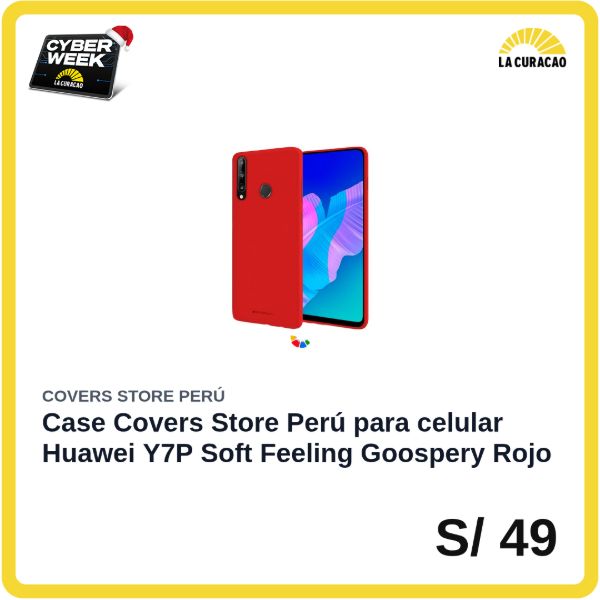 CYBER
WEEK
LA CURACAO
LA CURACAO
COVERS STORE PERÚ
Case Covers Store Perú para celular
Huawei Y7P Soft Feeling Goospery Rojo
S/ 49